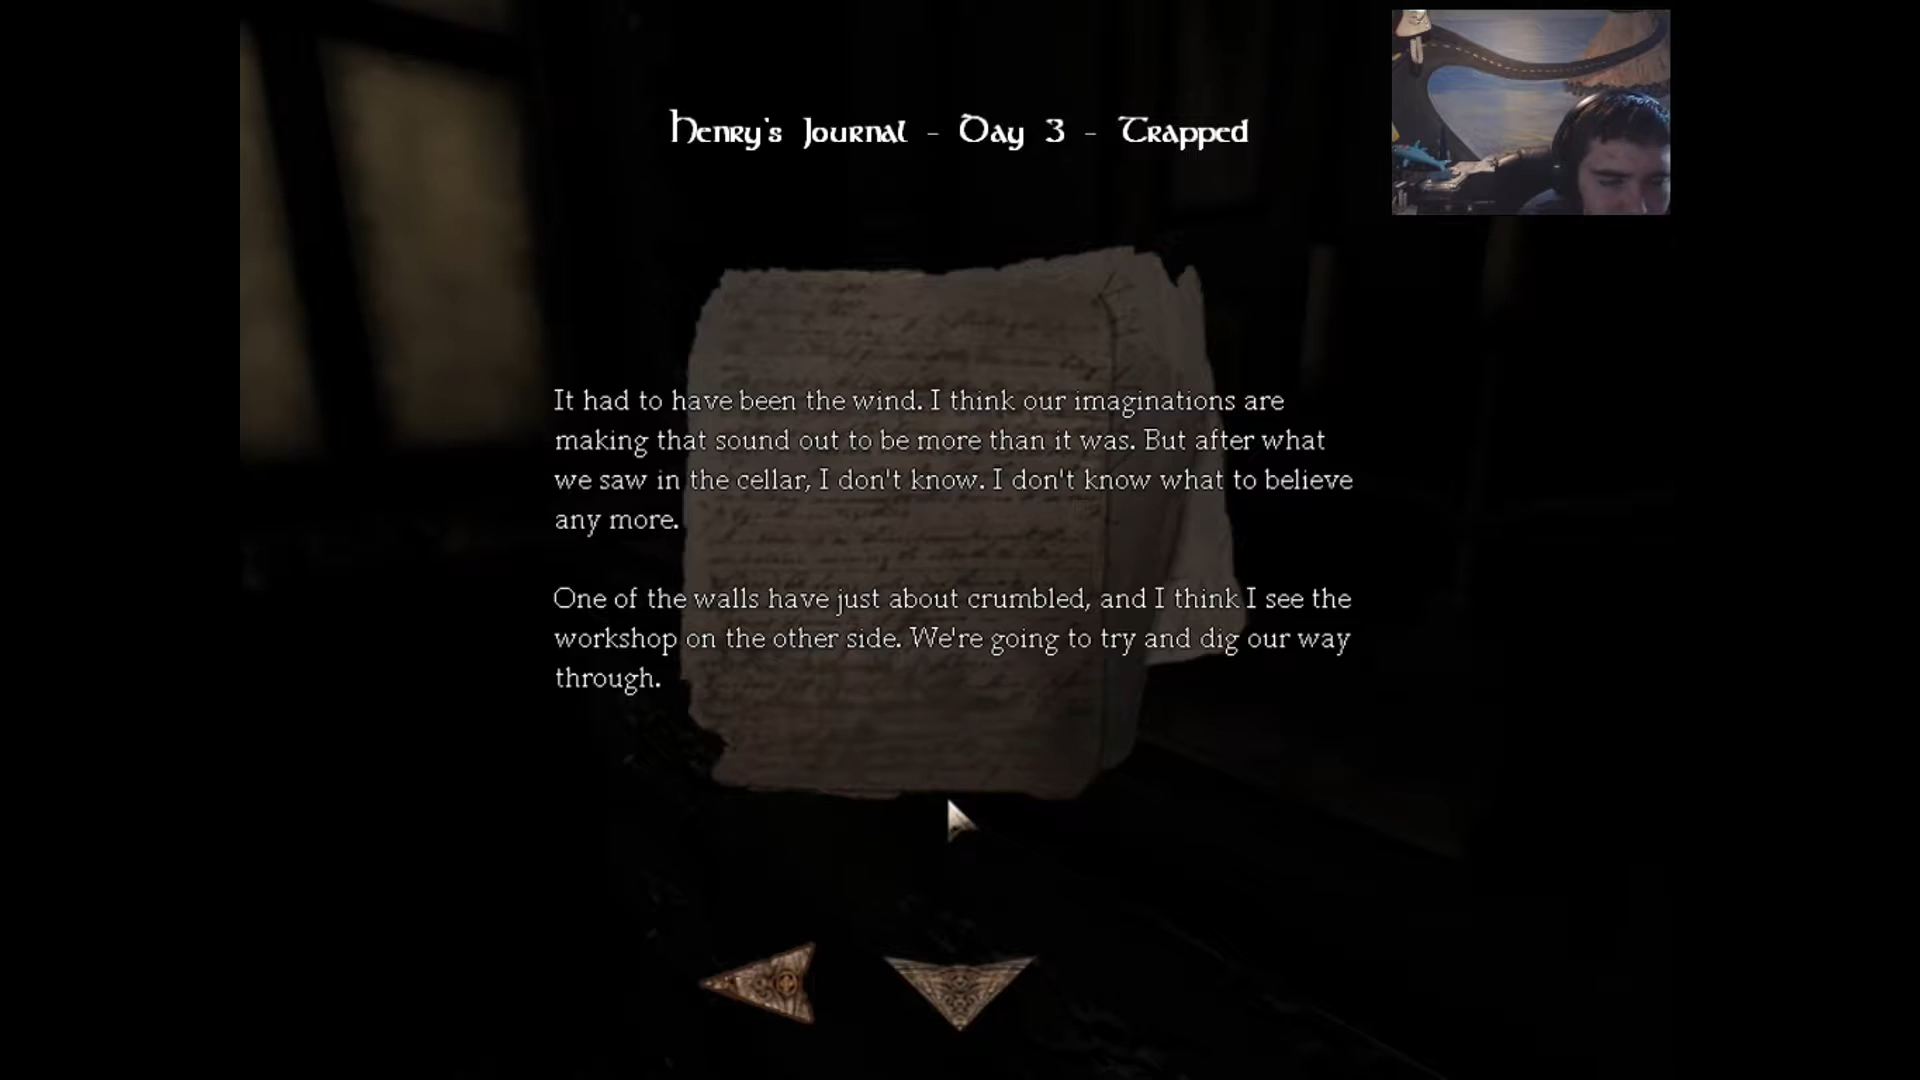 Henry's Journal - Day 3 - Trapped
It had to have been the wind. I think our imaginations are
making that sound out to be more than it was. But after what
we saw in the cellar, I don't know. I don't know what to believe
any more.
One of the walls have just about crumbled, and I think I see the
workshop on the other side. We're going to try and dig our way
through.